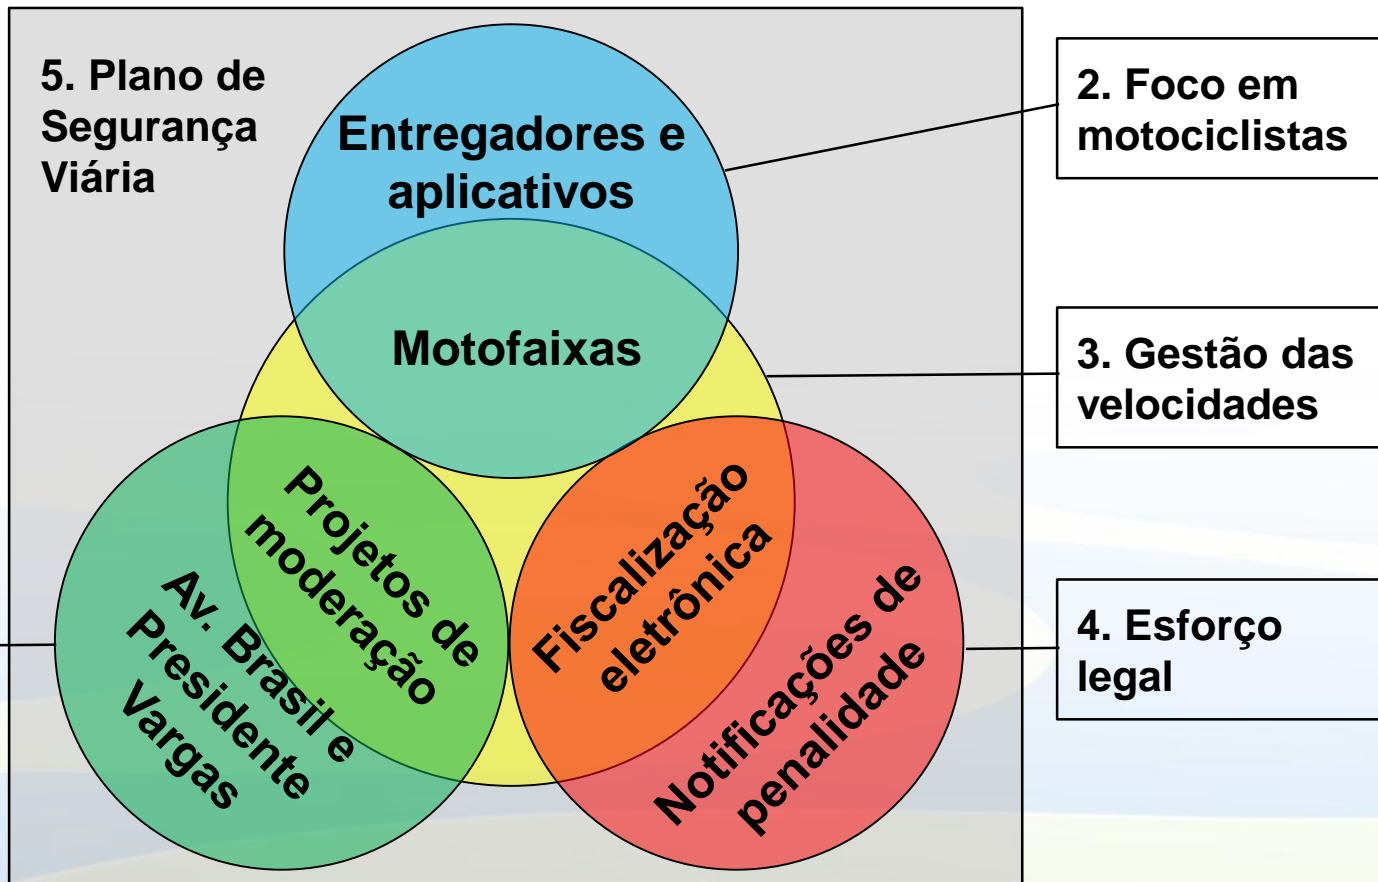 5. Plano de
Segurança
Viária
Entregadores e
aplicativos
Motofaixas
Projetos de
moderação
Av. Brasil e
Presidente
Vargas
Fiscalização
eletrônica
Notificações de
penalidade
2. Foco em
motociclistas
3. Gestão das
velocidades
4. Esforço
legal